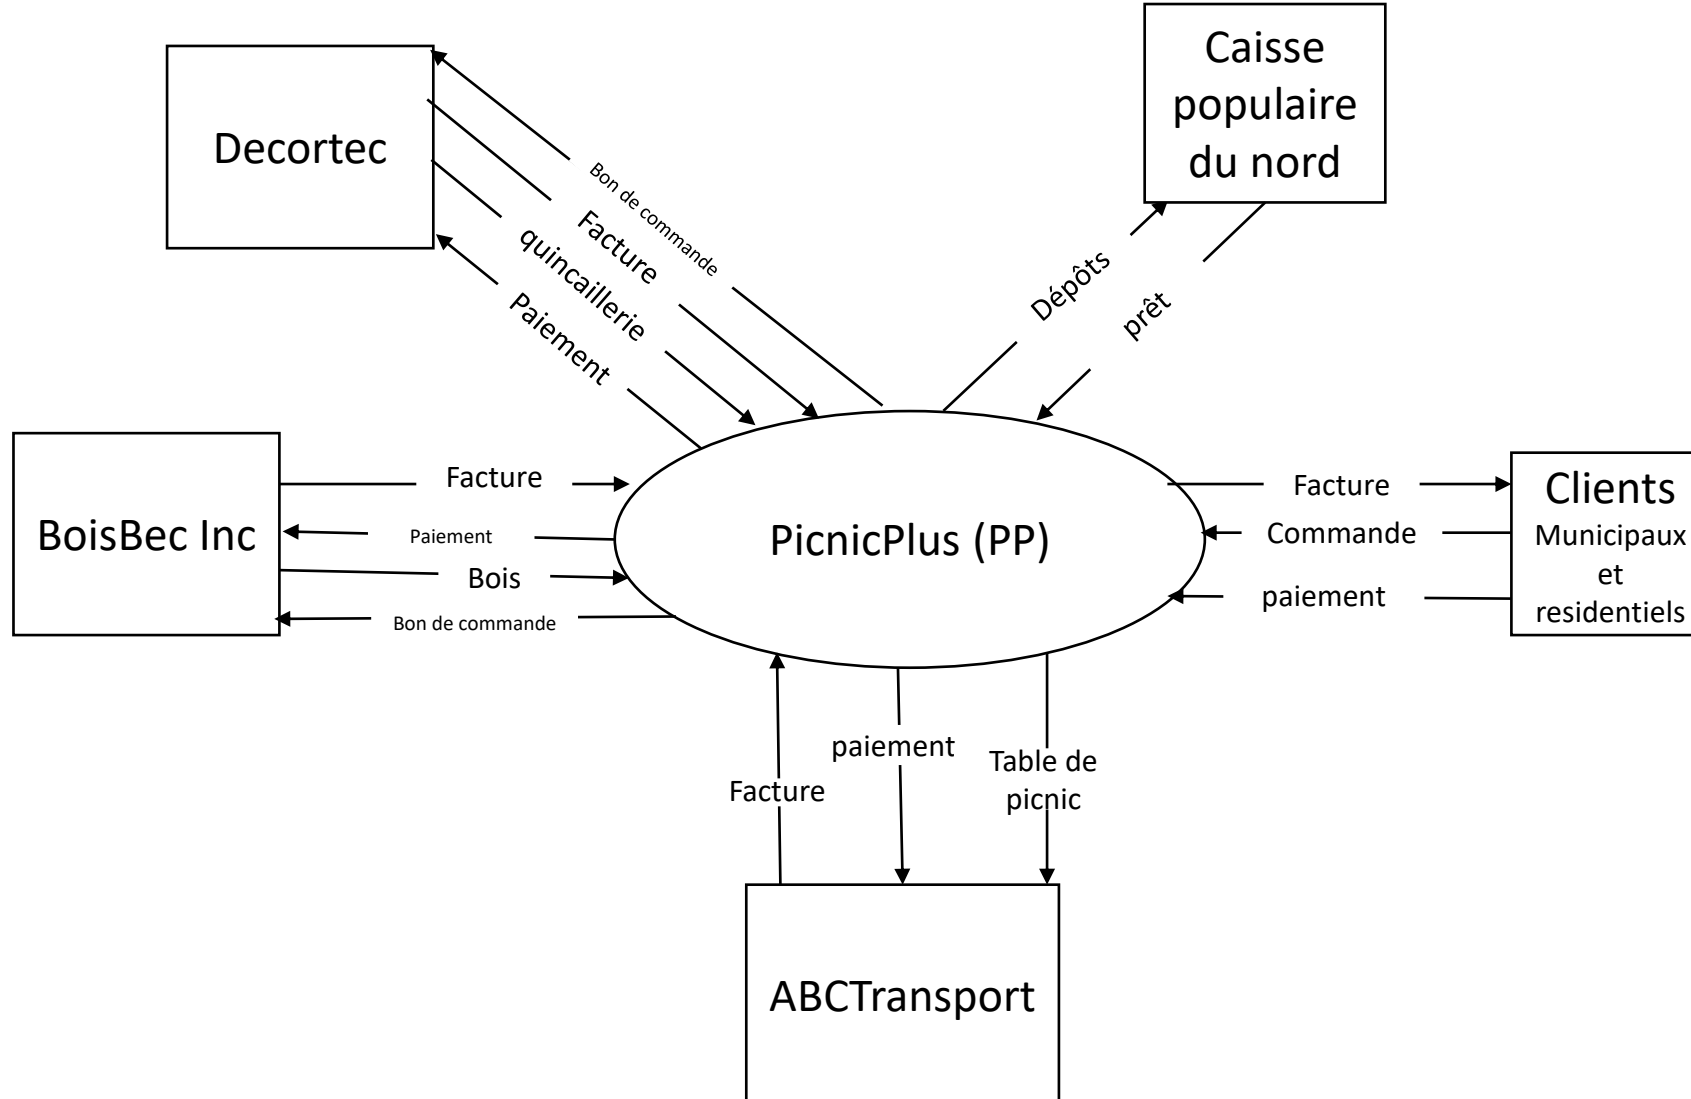 Caisse
populaire
du nord
Decortec
Bon de commande
Facture
quincaillerie
Paiement
Dépôts
prêt
BoisBec Inc
Facture
Paiement
Bois
Bon de commande
PicnicPlus (PP)
Facture
Commande
paiement
Clients
Municipaux
et
residentiels
Facture
paiement
Table de
picnic
ABCTransport